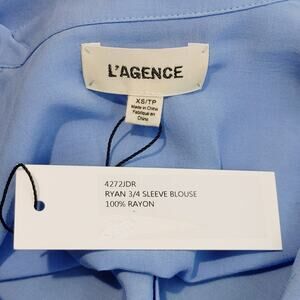 L'AGENCE
XS/TP
Made in China
Fabriqué en
Chine
4272JDR
RYAN 3/4 SLEEVE BLOUSE
100% RAYON